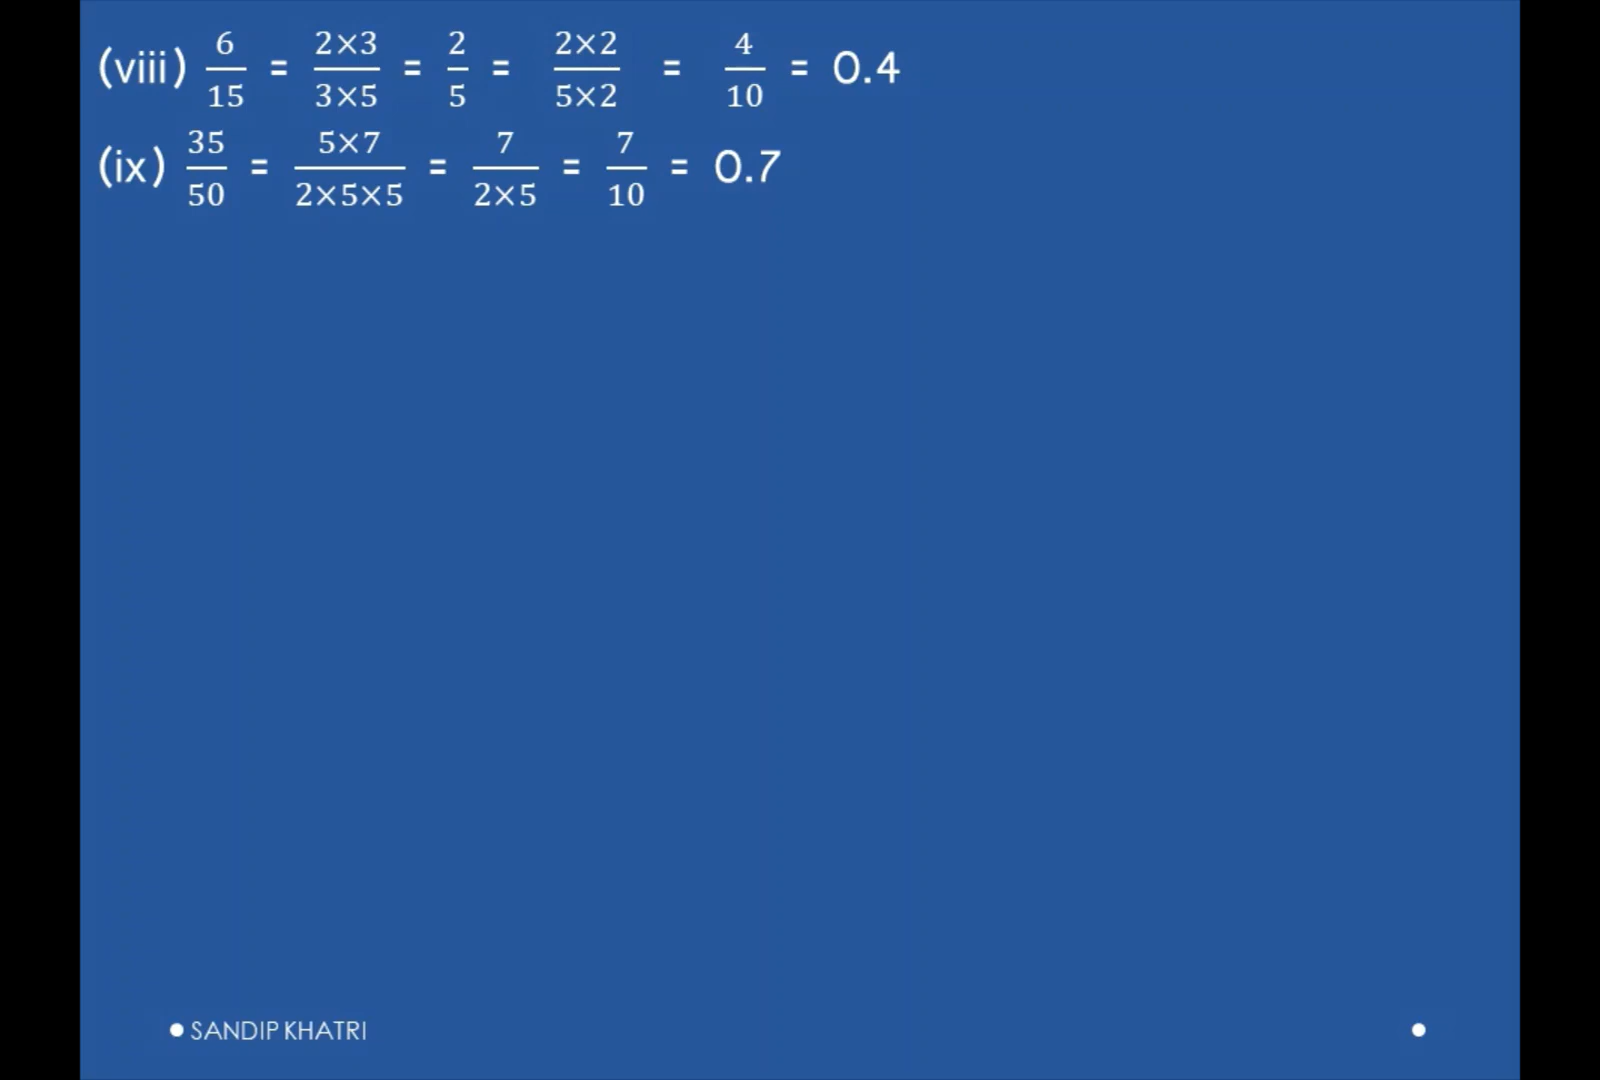 (viii) 6/15 = 2×3/3×5 = 2/5 = 2×2/5×2 = 4/10 = 0.4
(ix) 35/50 = 5×7/2×5×5 = 7/2×5 = 7/10 = 0.7
• SANDIP KHATRI •